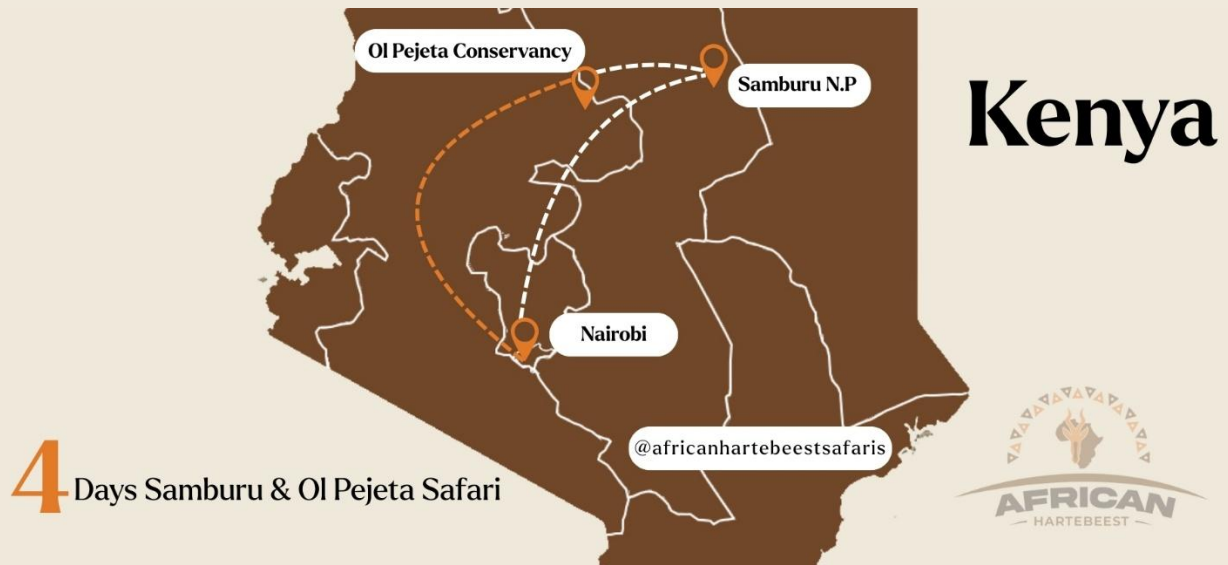 Ol Pejeta Conservancy
Samburu N.P
Kenya
Nairobi
@africanhartebeestsafaris
4 Days Samburu & Ol Pejeta Safari
AFRICAN
HARTEBEEST